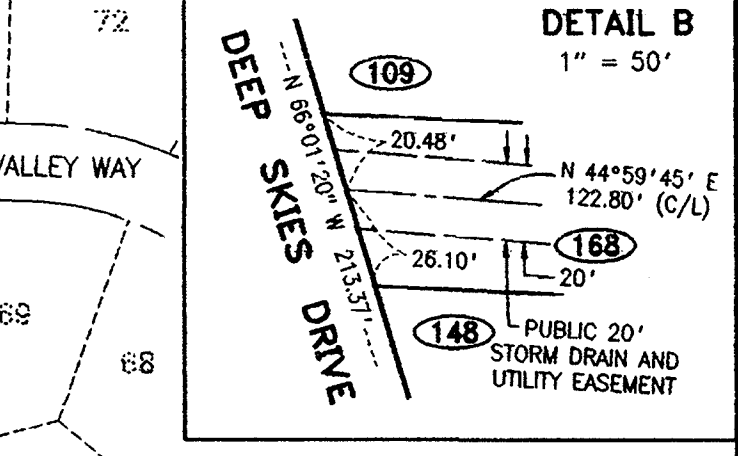 72
VALLEY WAY
69
68
DETAIL B
1" = 50'
109
DEEP SKIES DRIVE
N 66°01'20" W 213.37'
20.48'
N 44°59'45' E
122.80' (C/L)
168
26.10'
20'
148
PUBLIC 20'
STORM DRAIN AND
UTILITY EASEMENT